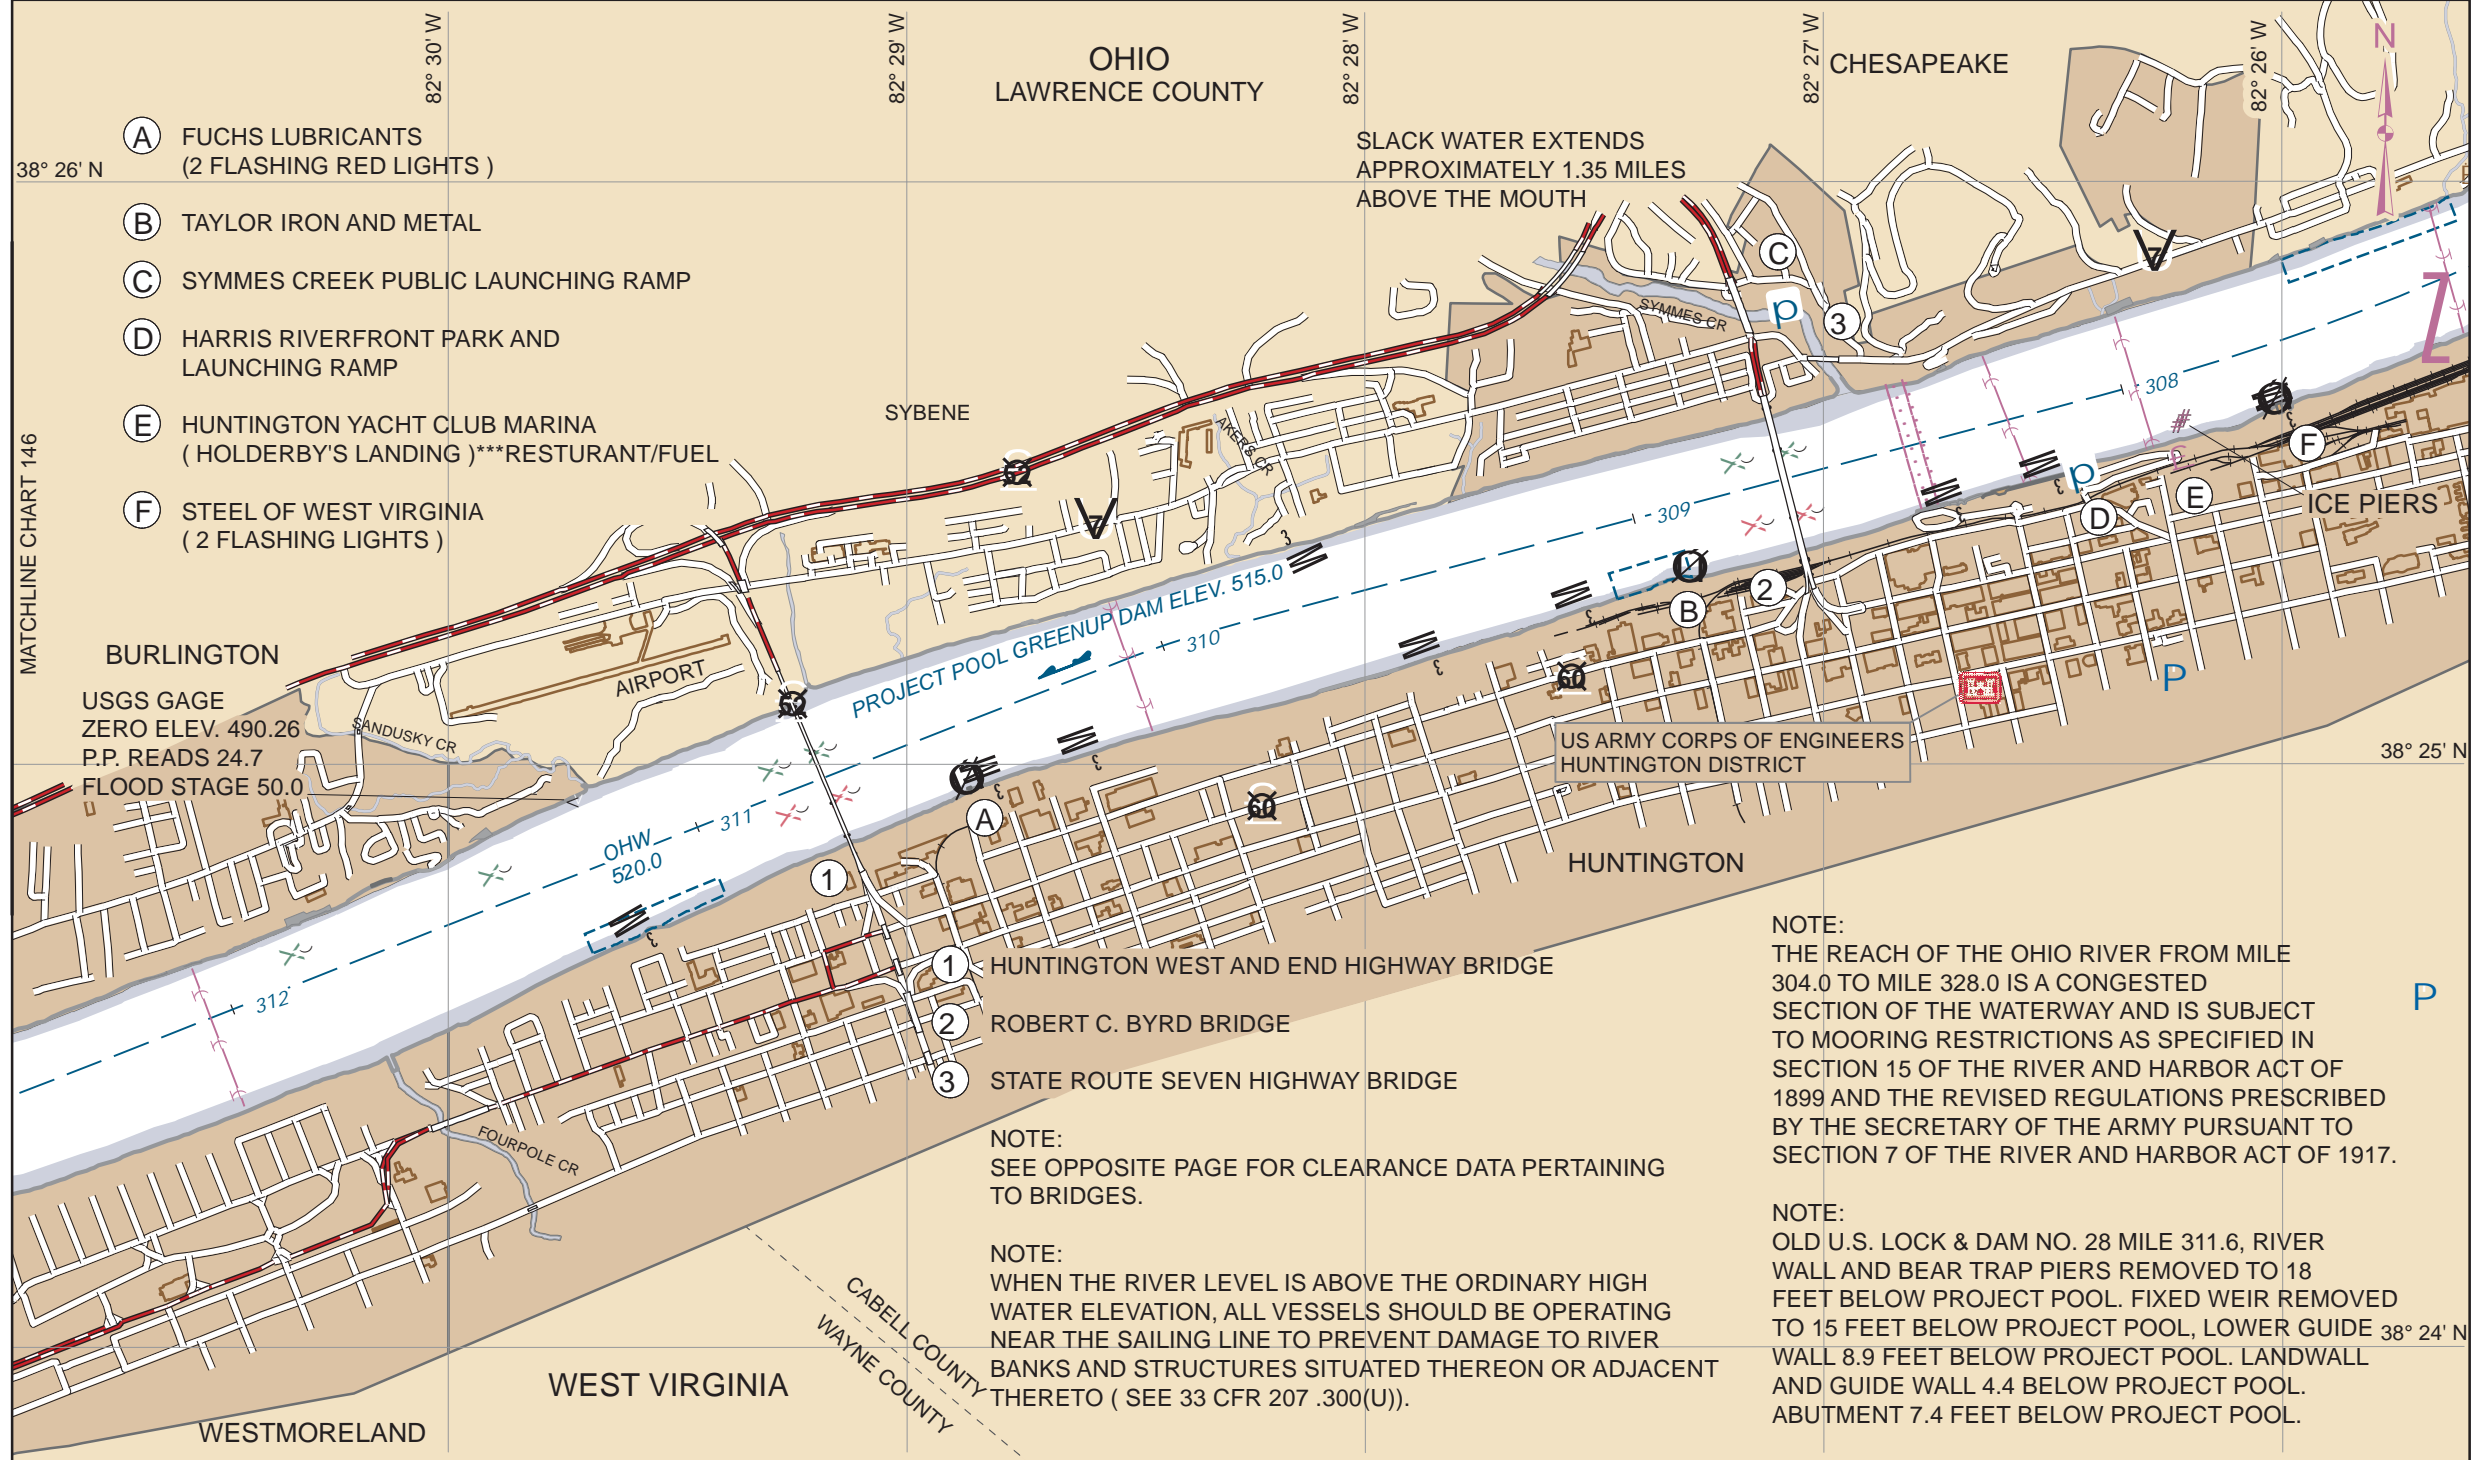 82° 30' W
82° 29' W
82° 28' W
82° 27' W
82° 26' W
OHIO
LAWRENCE COUNTY
CHESAPEAKE
N
38° 26' N
A FUCHS LUBRICANTS
(2 FLASHING RED LIGHTS )
B TAYLOR IRON AND METAL
C SYMMES CREEK PUBLIC LAUNCHING RAMP
D HARRIS RIVERFRONT PARK AND
LAUNCHING RAMP
E HUNTINGTON YACHT CLUB MARINA
( HOLDERBY'S LANDING )***RESTURANT/FUEL
F STEEL OF WEST VIRGINIA
( 2 FLASHING LIGHTS )
SLACK WATER EXTENDS
APPROXIMATELY 1.35 MILES
ABOVE THE MOUTH
C
p
3
SYMMES CR
7
308
#
F
E
ICE PIERS
p
D
309
SYBENE
AKERS CR
62
7
MATCHLINE CHART 146
BURLINGTON
USGS GAGE
ZERO ELEV. 490.26
P.P. READS 24.7
FLOOD STAGE 50.0
SANDUSKY CR
AIRPORT
52
PROJECT POOL GREENUP DAM ELEV. 515.0
310
B
2
60
P
US ARMY CORPS OF ENGINEERS
HUNTINGTON DISTRICT
38° 25' N
A
60
311
OHW
520.0
1
312
HUNTINGTON
1 HUNTINGTON WEST AND END HIGHWAY BRIDGE
2 ROBERT C. BYRD BRIDGE
3 STATE ROUTE SEVEN HIGHWAY BRIDGE
FOURPOLE CR
NOTE:
SEE OPPOSITE PAGE FOR CLEARANCE DATA PERTAINING
TO BRIDGES.
NOTE:
WHEN THE RIVER LEVEL IS ABOVE THE ORDINARY HIGH
WATER ELEVATION, ALL VESSELS SHOULD BE OPERATING
NEAR THE SAILING LINE TO PREVENT DAMAGE TO RIVER
BANKS AND STRUCTURES SITUATED THEREON OR ADJACENT
THERETO ( SEE 33 CFR 207 .300(U)).
NOTE:
THE REACH OF THE OHIO RIVER FROM MILE
304.0 TO MILE 328.0 IS A CONGESTED
SECTION OF THE WATERWAY AND IS SUBJECT
TO MOORING RESTRICTIONS AS SPECIFIED IN
SECTION 15 OF THE RIVER AND HARBOR ACT OF
1899 AND THE REVISED REGULATIONS PRESCRIBED
BY THE SECRETARY OF THE ARMY PURSUANT TO
SECTION 7 OF THE RIVER AND HARBOR ACT OF 1917.
P
NOTE:
OLD U.S. LOCK & DAM NO. 28 MILE 311.6, RIVER
WALL AND BEAR TRAP PIERS REMOVED TO 18
FEET BELOW PROJECT POOL. FIXED WEIR REMOVED
TO 15 FEET BELOW PROJECT POOL, LOWER GUIDE
WALL 8.9 FEET BELOW PROJECT POOL. LANDWALL
AND GUIDE WALL 4.4 BELOW PROJECT POOL.
ABUTMENT 7.4 FEET BELOW PROJECT POOL.
38° 24' N
CABELL COUNTY
WAYNE COUNTY
WEST VIRGINIA
WESTMORELAND